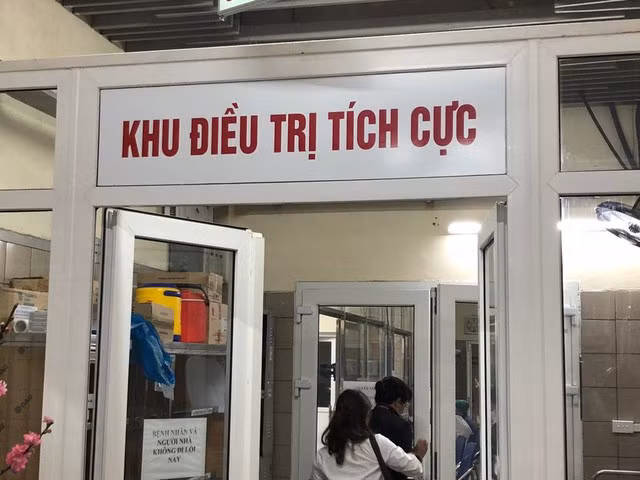 KHU ĐIỀU TRỊ TÍCH CỰC
BỆNH NHÂN VÀ
NGƯỜI NHÀ
KHÔNG ĐI LỐI
NÀY